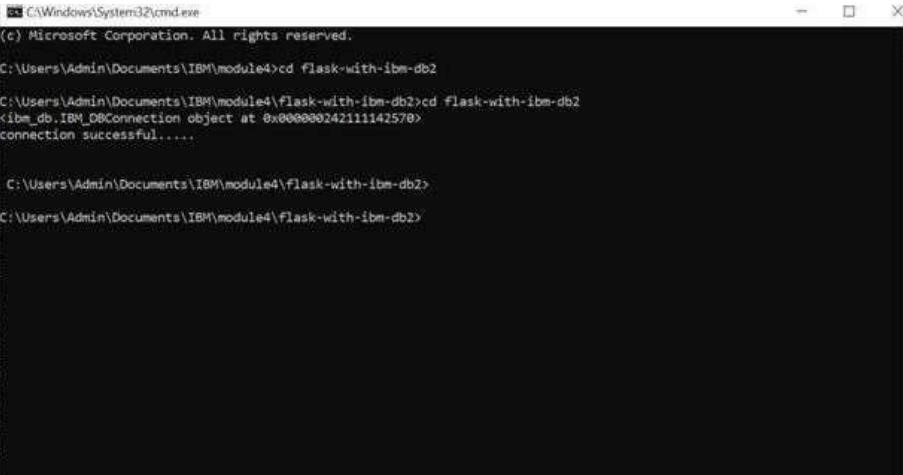 C:\Windows\System32\cmd.exe
(c) Microsoft Corporation. All rights reserved.
C:\Users\Admin\Documents\IBM\module4>cd flask-with-ibm-db2
C:\Users\Admin\Documents\IBM\module4\flask-with-ibm-db2>cd flask-with-ibm-db2
<ibm_db.IBM_DBConnection object at 0x000000242111142570>
connection successful.....
C:\Users\Admin\Documents\IBM\module4\flask-with-ibm-db2>
C:\Users\Admin\Documents\IBM\module4\flask-with-ibm-db2>